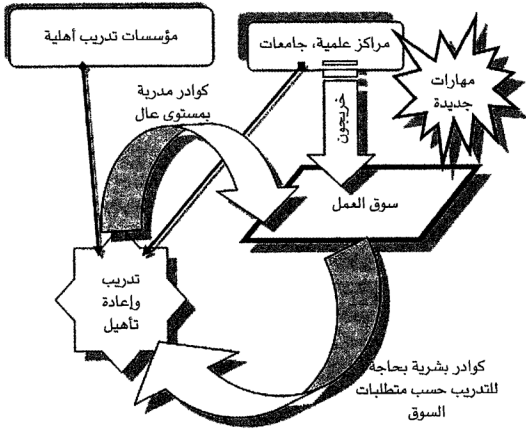 مؤسسات تدريب أهلية
مراكز علمية، جامعات
مهارات
جديدة
كوادر مدربة
بمستوى عال
خريجون
سوق العمل
تدريب
وإعادة
تأهيل
كوادر بشرية بحاجة
للتدريب حسب متطلبات
السوق